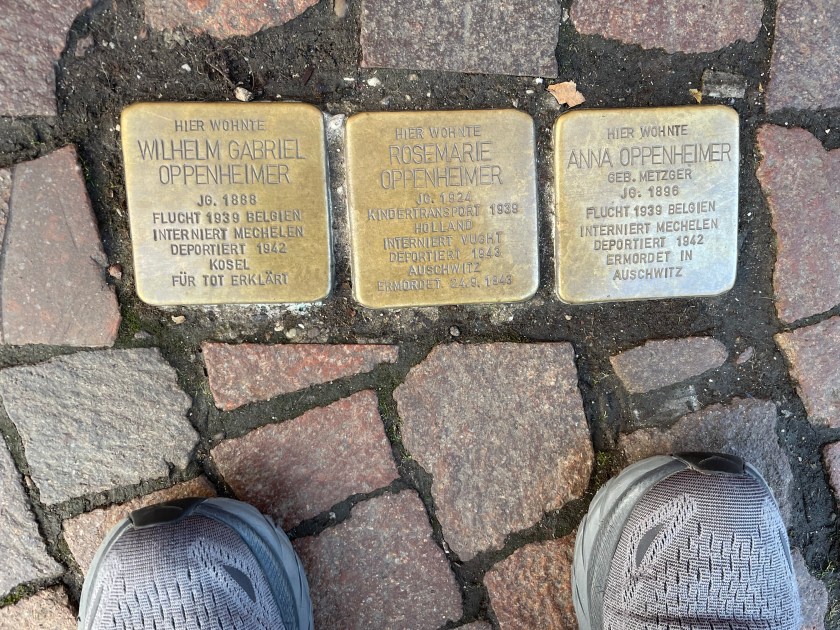 HIER WOHNTE
WILHELM GABRIEL
OPPENHEIMER
JG. 1888
FLUCHT 1939 BELGIEN
INTERNIERT MECHELEN
DEPORTIERT 1942
KOSEL
FÜR TOT ERKLÄRT
HIER WOHNTE
ROSEMARIE
OPPENHEIMER
JG. 1924
KINDERTRANSPORT 1939
HOLLAND
INTERNIERT VUGHT
DEPORTIERT 1943
AUSCHWITZ
ERMORDET 24.9.1943
HIER WOHNTE
ANNA OPPENHEIMER
GEB. METZGER
JG. 1896
FLUCHT 1939 BELGIEN
INTERNIERT MECHELEN
DEPORTIERT 1942
ERMORDET IN
AUSCHWITZ